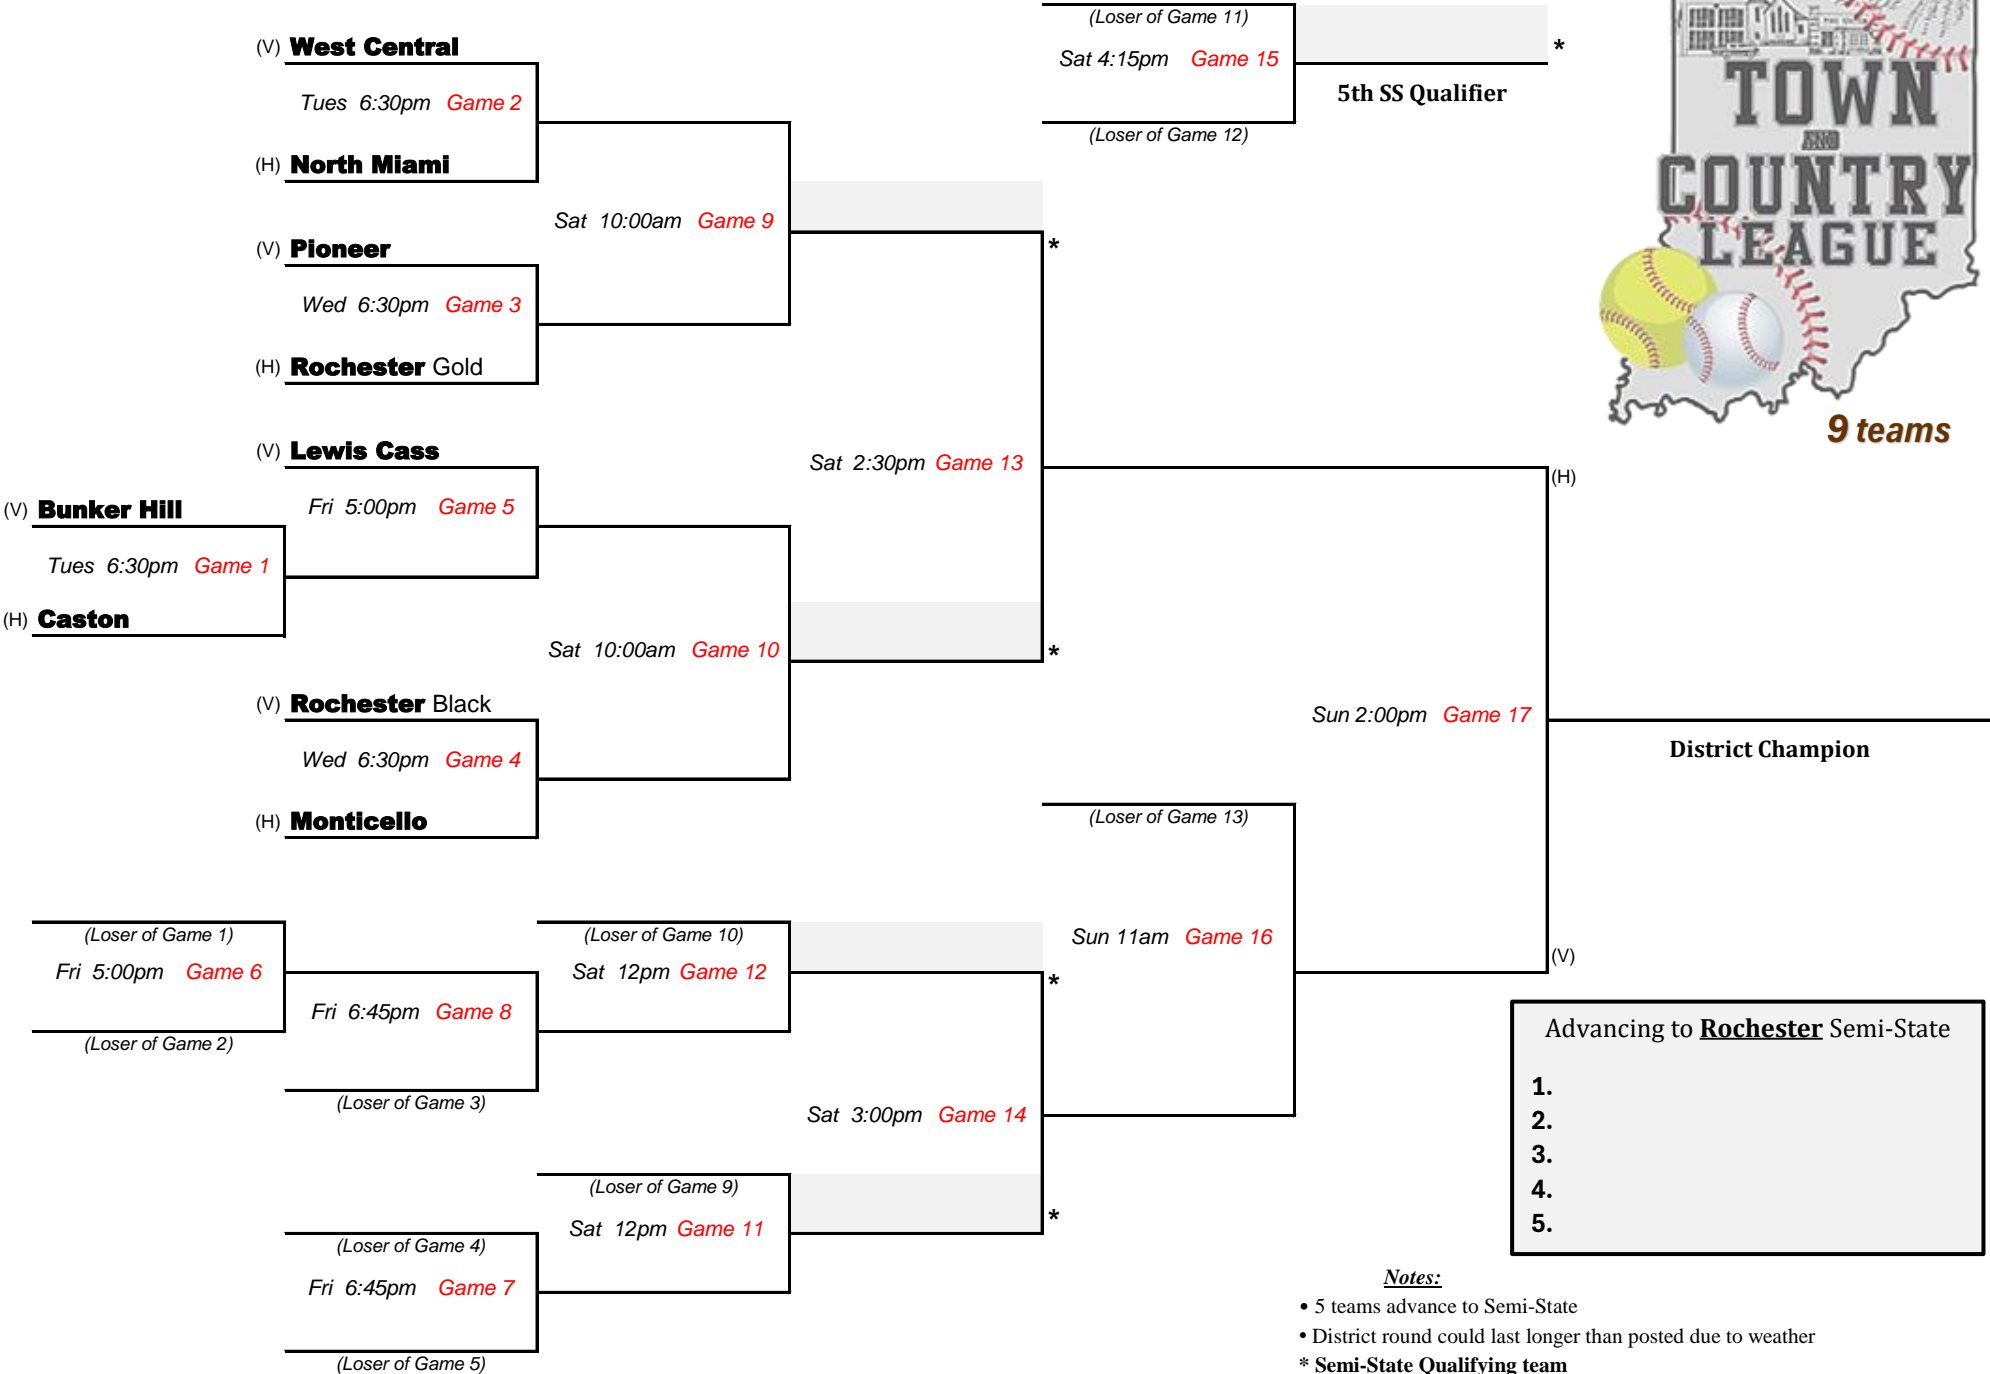 (Loser of Game 11)
Sat 4:15pm Game 15
*
5th SS Qualifier
(Loser of Game 12)
TOWN
AND
COUNTRY
LEAGUE
9 teams
(V) West Central
Tues 6:30pm Game 2
(H) North Miami
Sat 10:00am Game 9
*
(V) Pioneer
Wed 6:30pm Game 3
(H) Rochester Gold
(V) Lewis Cass
Sat 2:30pm Game 13
(H)
(V) Bunker Hill
Fri 5:00pm Game 5
Tues 6:30pm Game 1
(H) Caston
Sat 10:00am Game 10
*
(V) Rochester Black
Sun 2:00pm Game 17
Wed 6:30pm Game 4
District Champion
(H) Monticello
(Loser of Game 13)
(Loser of Game 1)
(Loser of Game 10)
Sun 11am Game 16
(V)
Fri 5:00pm Game 6
Sat 12pm Game 12
*
Fri 6:45pm Game 8
(Loser of Game 2)
(Loser of Game 3)
Sat 3:00pm Game 14
(Loser of Game 9)
Sat 12pm Game 11
*
(Loser of Game 4)
Fri 6:45pm Game 7
(Loser of Game 5)
Advancing to Rochester Semi-State
1.
2.
3.
4.
5.
Notes:
• 5 teams advance to Semi-State
• District round could last longer than posted due to weather
* Semi-State Qualifying team